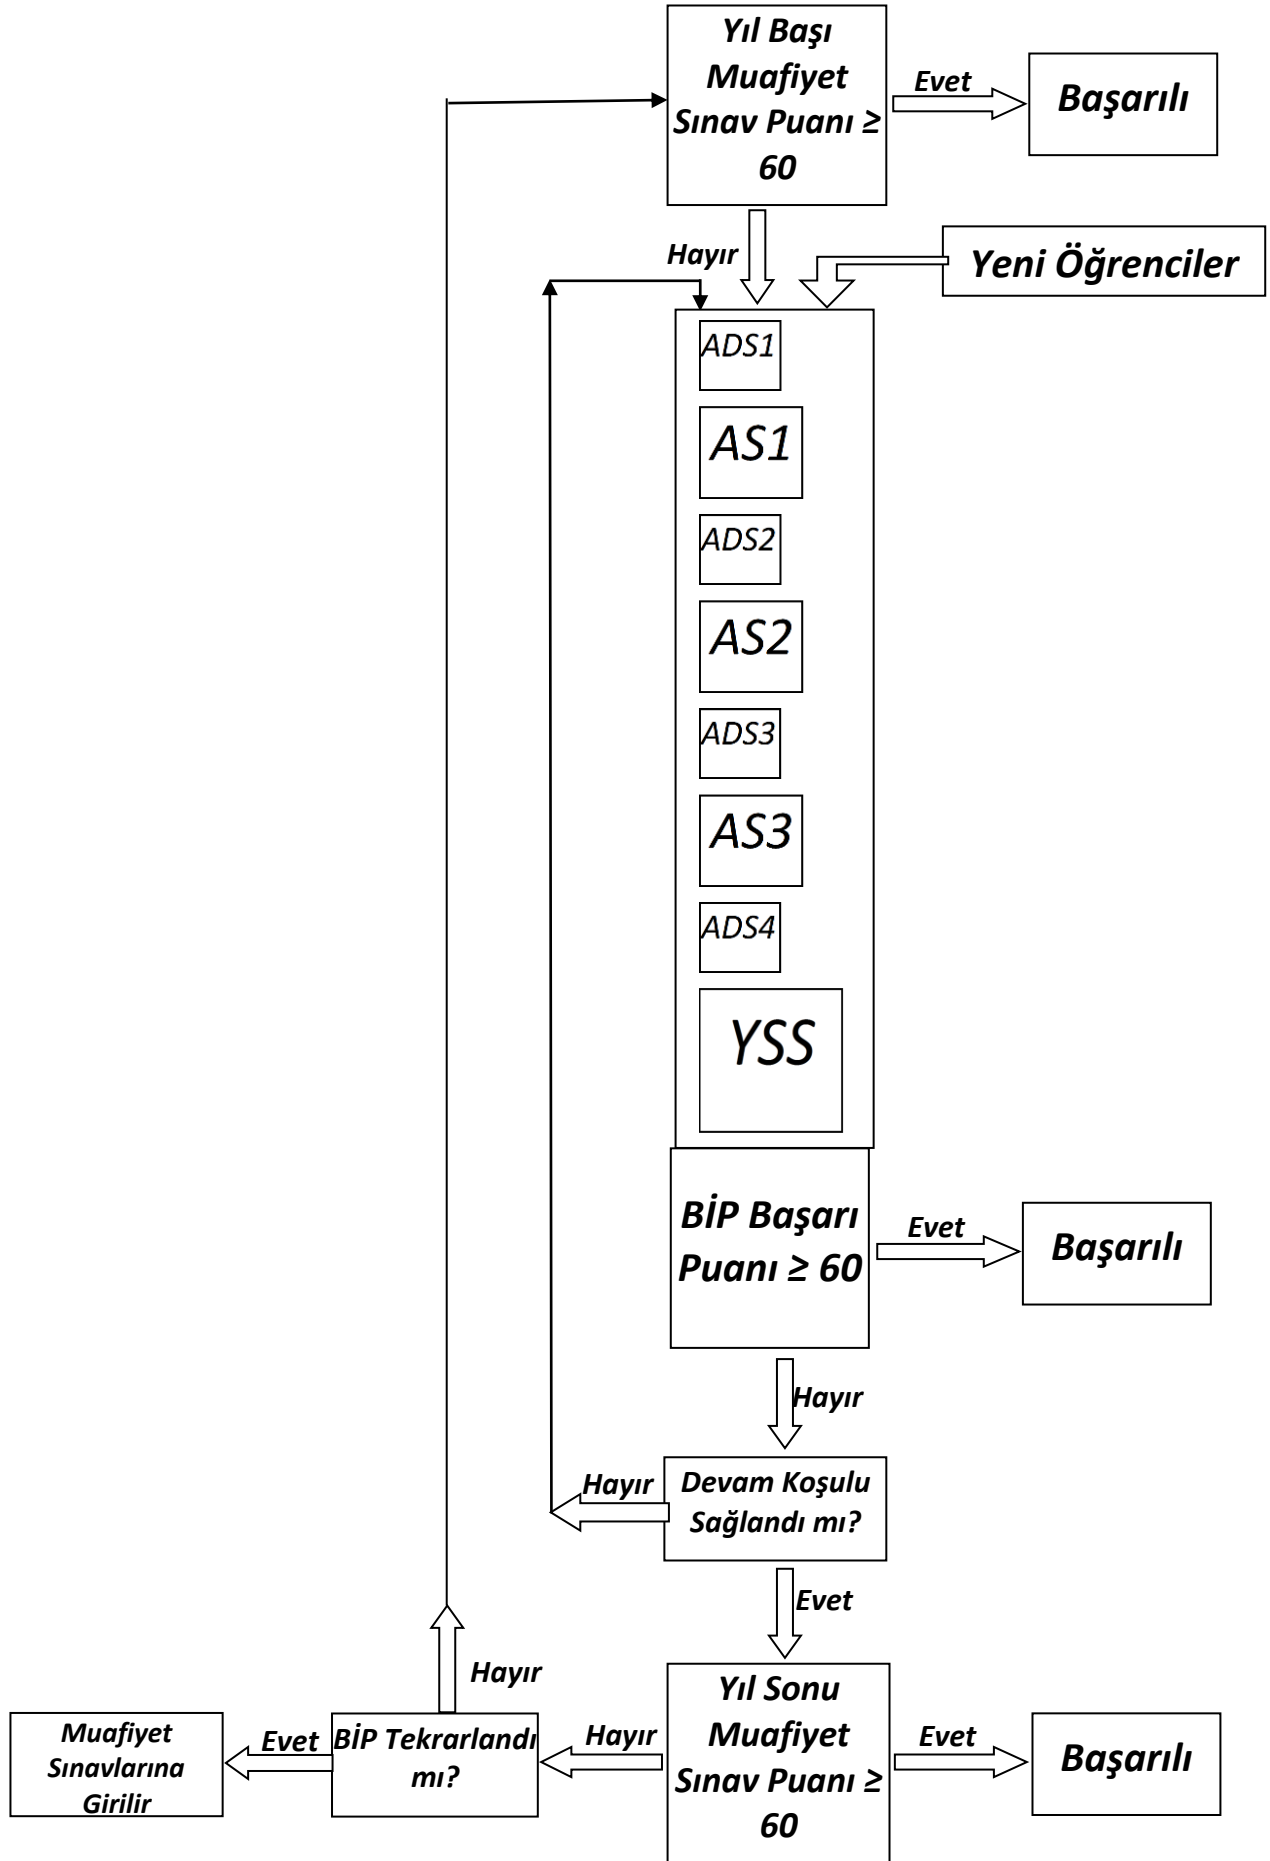 Yıl Başı
Muafiyet
Sınav Puanı ≥
60
Evet
Başarılı
Hayır
Yeni Öğrenciler
ADS1
AS1
ADS2
AS2
ADS3
AS3
ADS4
YSS
BİP Başarı
Puanı ≥ 60
Evet
Başarılı
Hayır
Devam Koşulu
Sağlandı mı?
Hayır
Evet
Yıl Sonu
Muafiyet
Sınav Puanı ≥
60
Evet
Başarılı
Hayır
BİP Tekrarlandı
mı?
Hayır
Evet
Muafiyet
Sınavlarına
Girilir